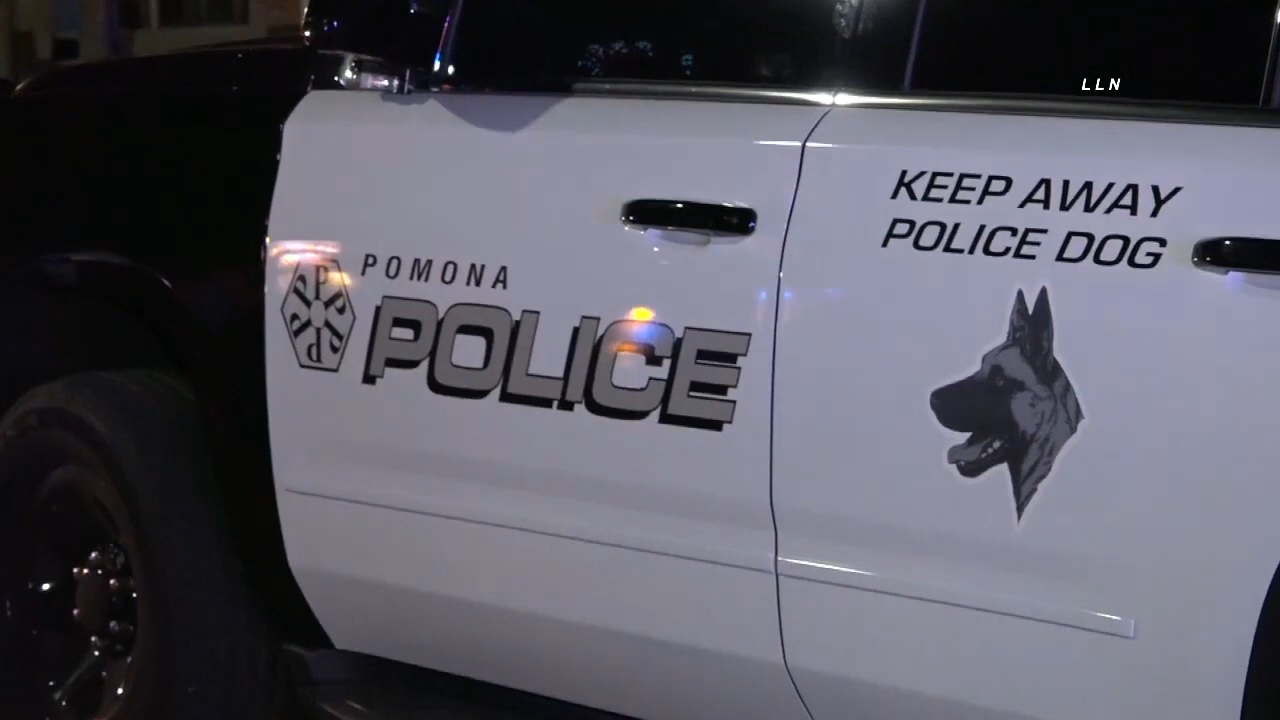 LLN
KEEP AWAY
POLICE DOG
POMONA
POLICE
P P P P P P